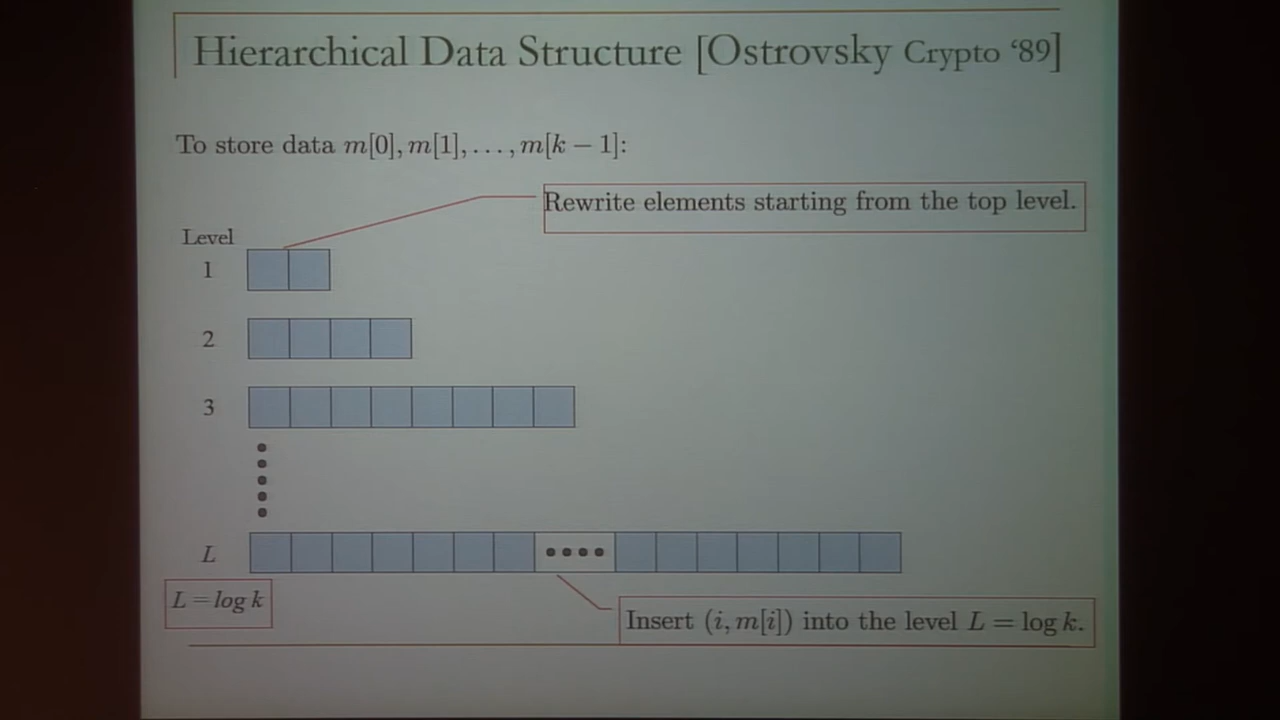 Hierarchical Data Structure [Ostrovsky Crypto ‘89]
To store data m[0], m[1], . . . , m[k − 1]:
Rewrite elements starting from the top level.
Level
1
2
3
L
L = log k
Insert (i, m[i]) into the level L = log k.